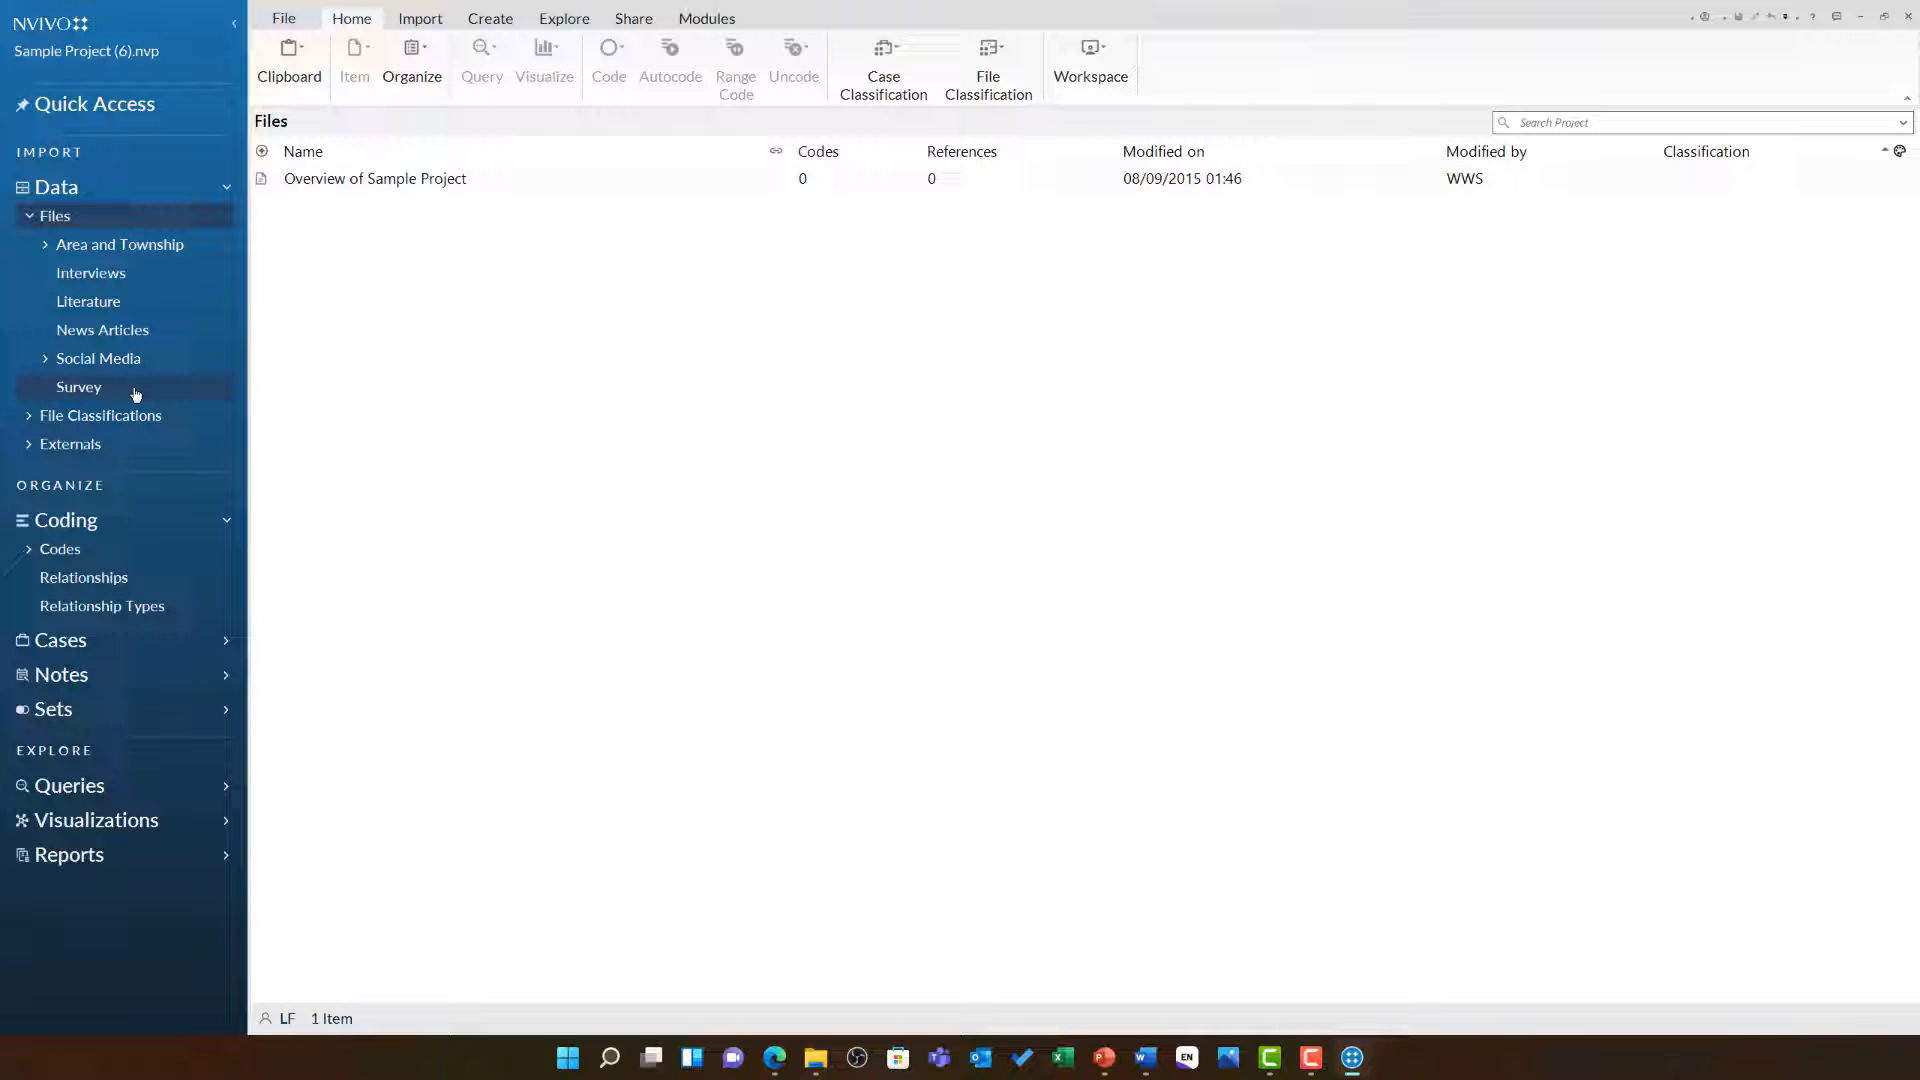 NVIVO
Sample Project (6).nvp
Quick Access
IMPORT
Data
Files
Area and Township
Interviews
Literature
News Articles
Social Media
Survey
File Classifications
Externals
ORGANIZE
Coding
Codes
Relationships
Relationship Types
Cases
Notes
Sets
EXPLORE
Queries
Visualizations
Reports
File Home Import Create Explore Share Modules
Clipboard Item Organize Query Visualize Code Autocode Range Code Uncode Case Classification File Classification Workspace
Files
Search Project
Name Codes References Modified on Modified by Classification
Overview of Sample Project 0 0 08/09/2015 01:46 WWS
LF 1 Item
EN